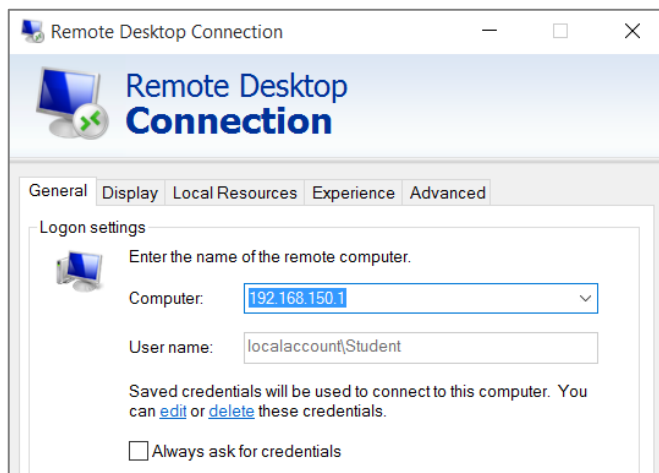 Remote Desktop Connection
Remote Desktop
Connection
General Display Local Resources Experience Advanced
Logon settings
Enter the name of the remote computer.
Computer: 192.168.150.1
User name: localaccount\Student
Saved credentials will be used to connect to this computer. You
can edit or delete these credentials.
Always ask for credentials